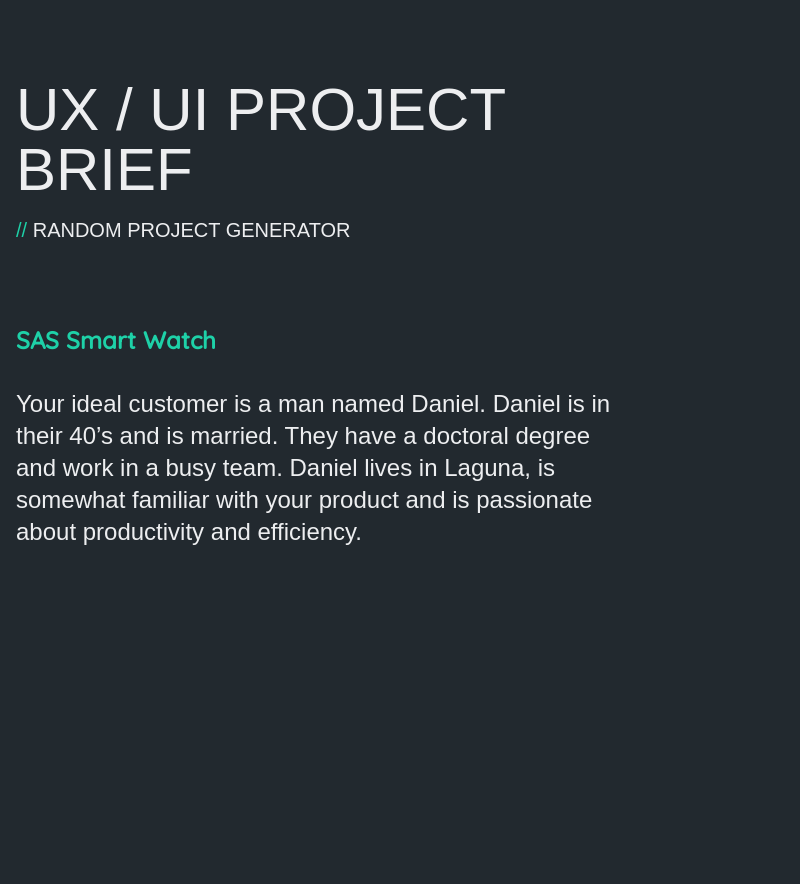 UX / UI PROJECT
BRIEF
// RANDOM PROJECT GENERATOR
SAS Smart Watch
Your ideal customer is a man named Daniel. Daniel is in
their 40’s and is married. They have a doctoral degree
and work in a busy team. Daniel lives in Laguna, is
somewhat familiar with your product and is passionate
about productivity and efficiency.